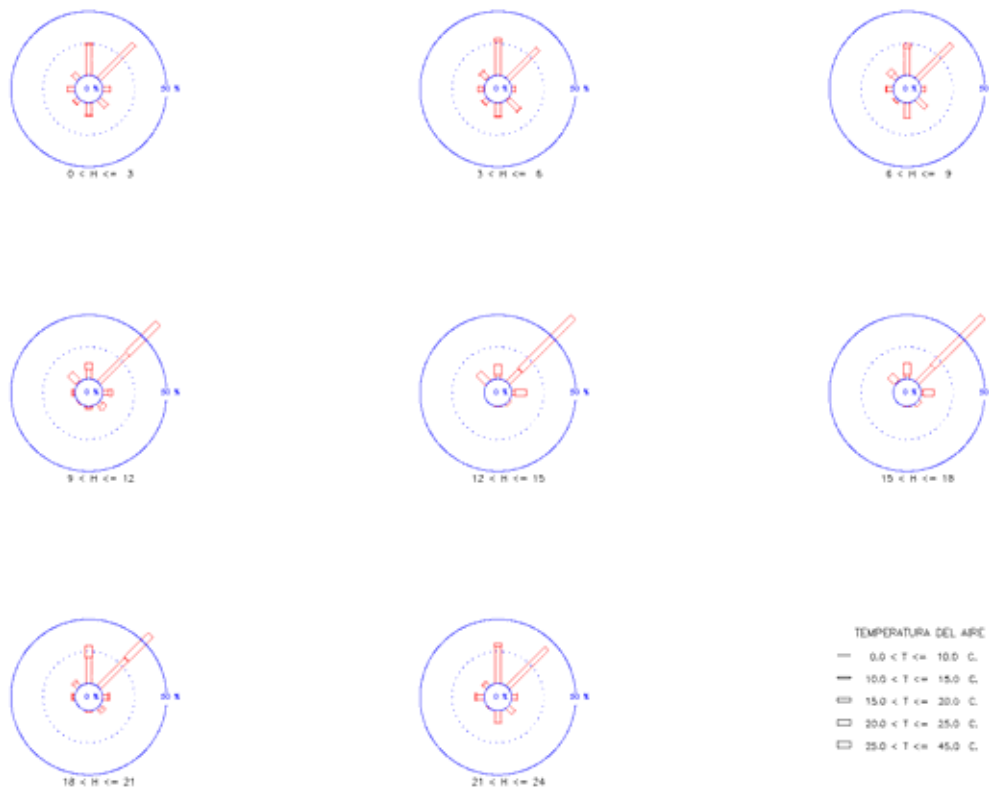 0 % 50 %
0 < H <= 3
0 % 50 %
3 < H <= 6
0 % 50
6 < H <= 9
0 % 50 %
9 < H <= 12
0 % 50 %
12 < H <= 15
0 % 50
15 < H <= 18
0 % 50 %
18 < H <= 21
0 % 50 %
21 < H <= 24
TEMPERATURA DEL AIRE
0.0 < T <= 10.0 C.
10.0 < T <= 15.0 C.
15.0 < T <= 20.0 C.
20.0 < T <= 25.0 C.
25.0 < T <= 45.0 C.